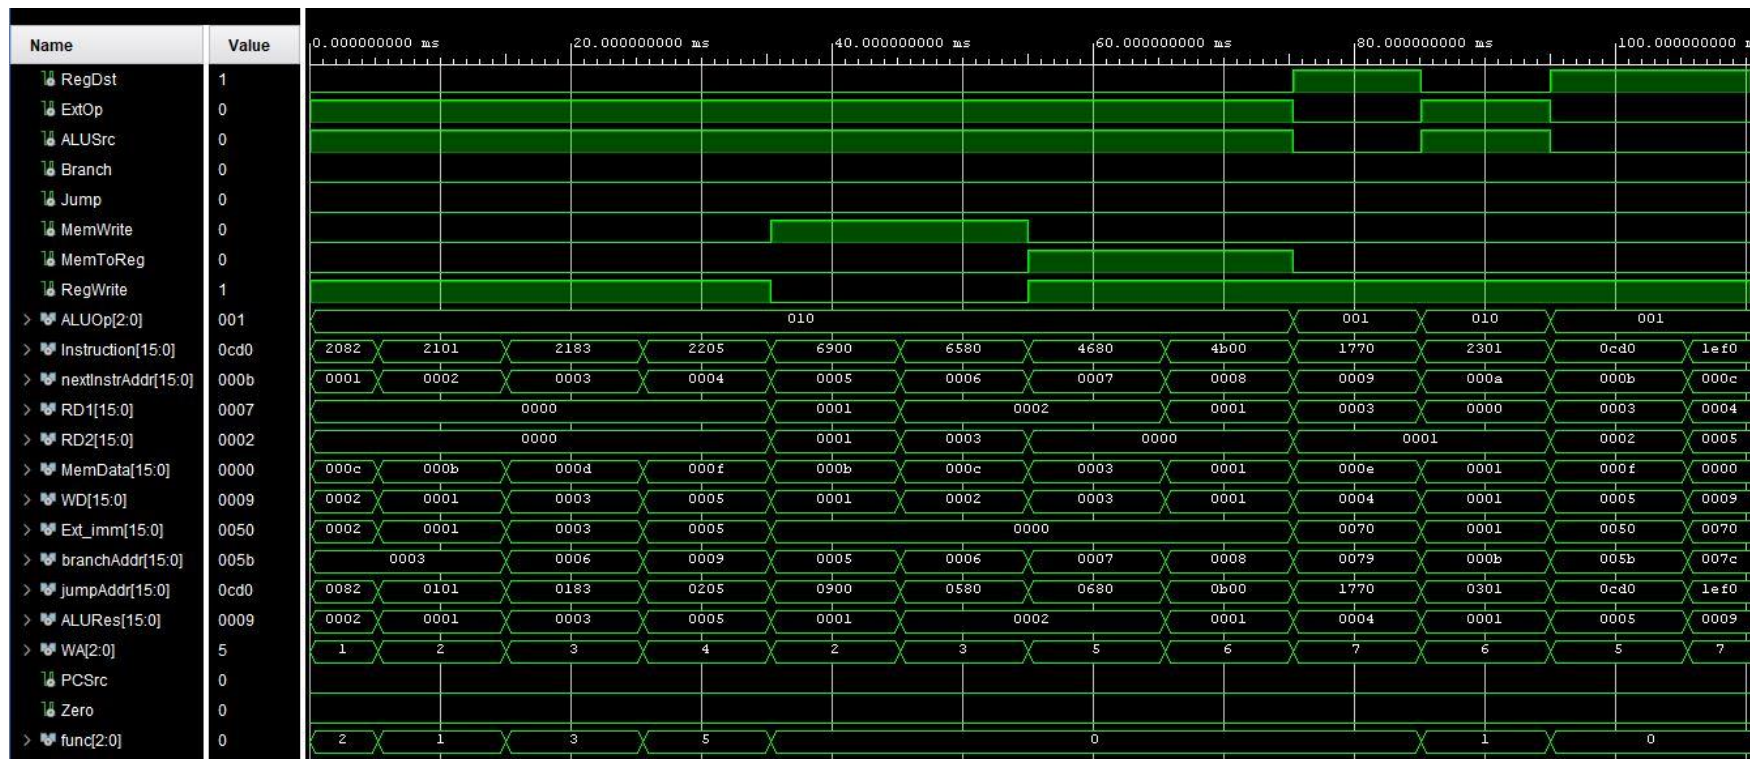 Name Value 0.000000000 ms 20.000000000 ms 40.000000000 ms 60.000000000 ms 80.000000000 ms 100.000000000
RegDst 1
ExtOp 0
ALUSrc 0
Branch 0
Jump 0
MemWrite 0
MemToReg 0
RegWrite 1
ALUOp[2:0] 001 010 001 010 001
Instruction[15:0] 0cd0 2082 2101 2183 2205 6900 6580 4680 4b00 1770 2301 0cd0 1ef0
nextInstrAddr[15:0] 000b 0001 0002 0003 0004 0005 0006 0007 0008 0009 000a 000b 000c
RD1[15:0] 0007 0000 0001 0002 0001 0003 0000 0003 0004
RD2[15:0] 0002 0000 0001 0003 0000 0001 0002 0005
MemData[15:0] 0000 000c 000b 000d 000f 000b 000c 0003 0001 000e 0001 000f 0000
WD[15:0] 0009 0002 0001 0003 0005 0001 0002 0003 0001 0004 0001 0005 0009
Ext_imm[15:0] 0050 0002 0001 0003 0005 0000 0070 0001 0050 0070
branchAddr[15:0] 005b 0003 0006 0009 0005 0006 0007 0008 0079 000b 005b 007c
jumpAddr[15:0] 0cd0 0082 0101 0183 0205 0900 0580 0680 0b00 1770 0301 0cd0 1ef0
ALURes[15:0] 0009 0002 0001 0003 0005 0001 0002 0001 0004 0001 0005 0009
WA[2:0] 5 1 2 3 4 2 3 5 6 7 6 5 7
PCSrc 0
Zero 0
func[2:0] 0 2 1 3 5 0 1 0